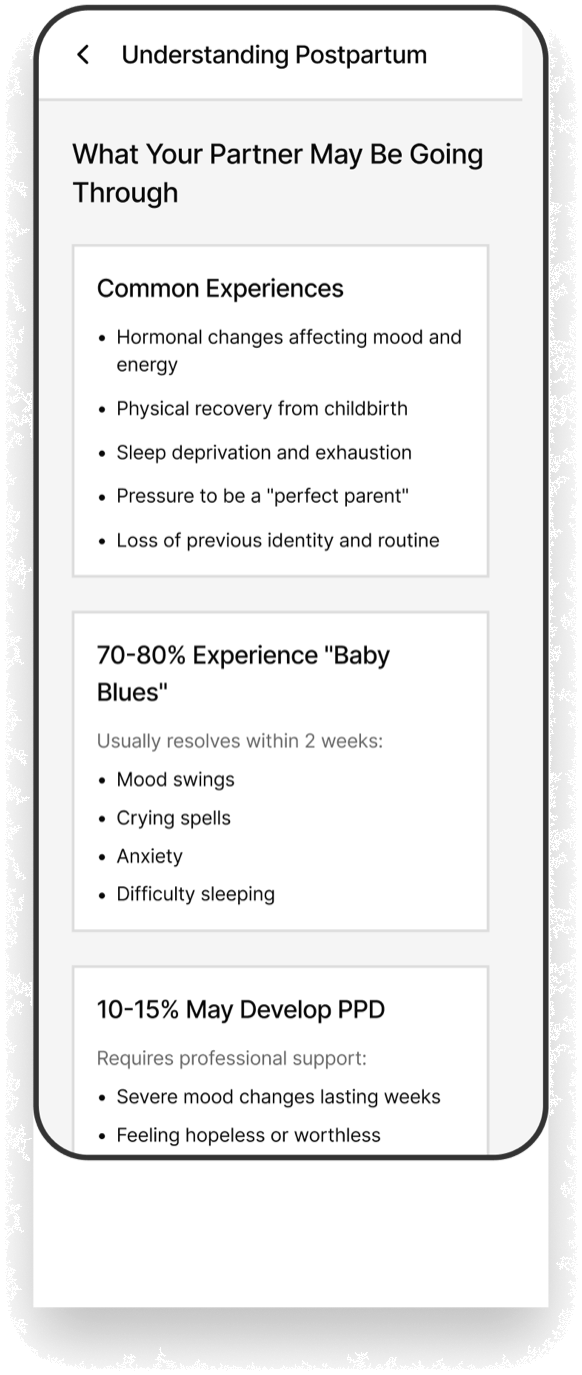 Understanding Postpartum
What Your Partner May Be Going
Through
Common Experiences
• Hormonal changes affecting mood and
energy
• Physical recovery from childbirth
• Sleep deprivation and exhaustion
• Pressure to be a "perfect parent"
• Loss of previous identity and routine
70-80% Experience "Baby
Blues"
Usually resolves within 2 weeks:
• Mood swings
• Crying spells
• Anxiety
• Difficulty sleeping
10-15% May Develop PPD
Requires professional support:
• Severe mood changes lasting weeks
• Feeling hopeless or worthless